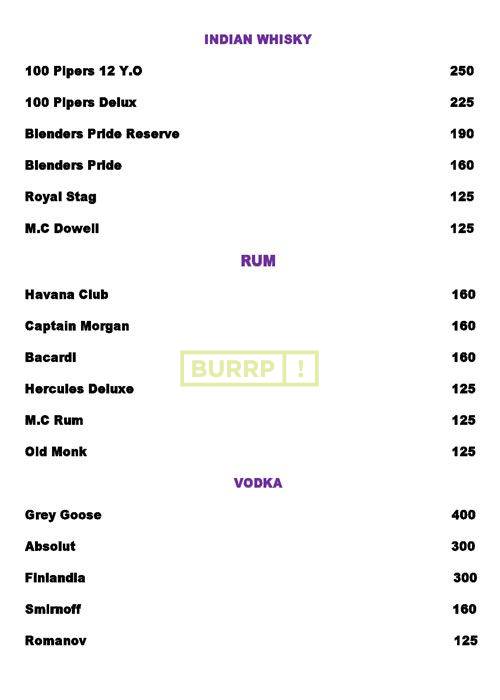 INDIAN WHISKY
100 Pipers 12 Y.O 250
100 Pipers Delux 225
Blenders Pride Reserve 190
Blenders Pride 160
Royal Stag 125
M.C Dowell 125
RUM
Havana Club 160
Captain Morgan 160
Bacardi 160
BURRP !
Hercules Deluxe 125
M.C Rum 125
Old Monk 125
VODKA
Grey Goose 400
Absolut 300
Finlandia 300
Smirnoff 160
Romanov 125